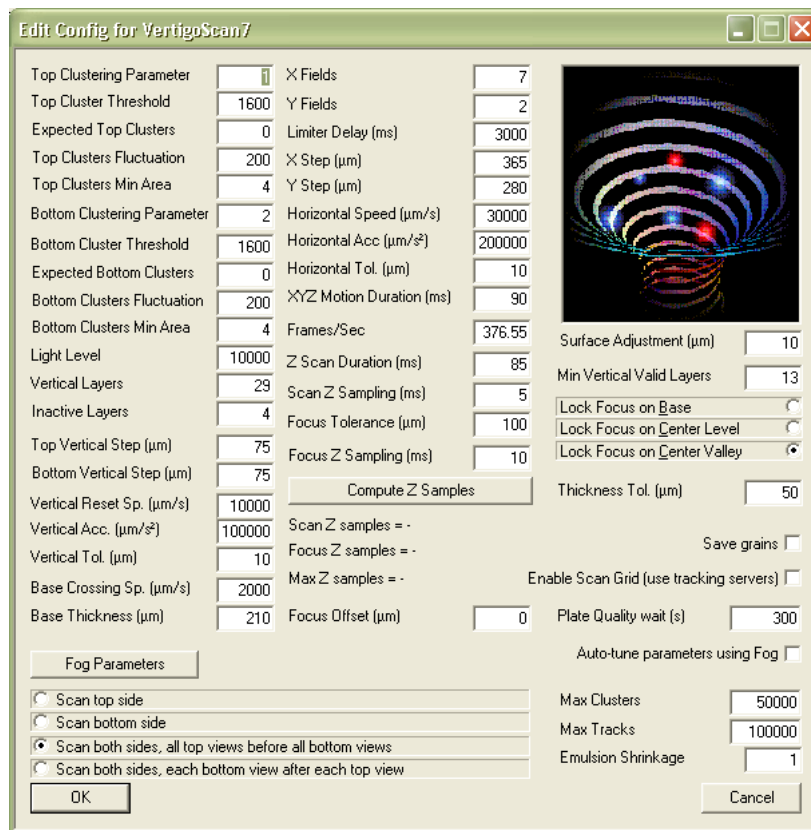 Edit Config for VertigoScan7
Top Clustering Parameter 1
Top Cluster Threshold 1600
Expected Top Clusters 0
Top Clusters Fluctuation 200
Top Clusters Min Area 4
Bottom Clustering Parameter 2
Bottom Cluster Threshold 1600
Expected Bottom Clusters 0
Bottom Clusters Fluctuation 200
Bottom Clusters Min Area 4
Light Level 10000
Vertical Layers 29
Inactive Layers 4
Top Vertical Step (µm) 75
Bottom Vertical Step (µm) 75
Vertical Reset Sp. (µm/s) 10000
Vertical Acc. (µm/s²) 100000
Vertical Tol. (µm) 10
Base Crossing Sp. (µm/s) 2000
Base Thickness (µm) 210
X Fields 7
Y Fields 2
Limiter Delay (ms) 3000
X Step (µm) 365
Y Step (µm) 280
Horizontal Speed (µm/s) 30000
Horizontal Acc (µm/s²) 200000
Horizontal Tol. (µm) 10
XYZ Motion Duration (ms) 90
Frames/Sec 376.55
Z Scan Duration (ms) 85
Scan Z Sampling (ms) 5
Focus Tolerance (µm) 100
Focus Z Sampling (ms) 10
Compute Z Samples
Scan Z samples = -
Focus Z samples = -
Max Z samples = -
Focus Offset (µm) 0
Surface Adjustment (µm) 10
Min Vertical Valid Layers 13
Lock Focus on Base
Lock Focus on Center Level
Lock Focus on Center Valley
Thickness Tol. (µm) 50
Save grains
Enable Scan Grid (use tracking servers)
Plate Quality wait (s) 300
Auto-tune parameters using Fog
Fog Parameters
Scan top side
Scan bottom side
Scan both sides, all top views before all bottom views
Scan both sides, each bottom view after each top view
Max Clusters 50000
Max Tracks 100000
Emulsion Shrinkage 1
OK
Cancel